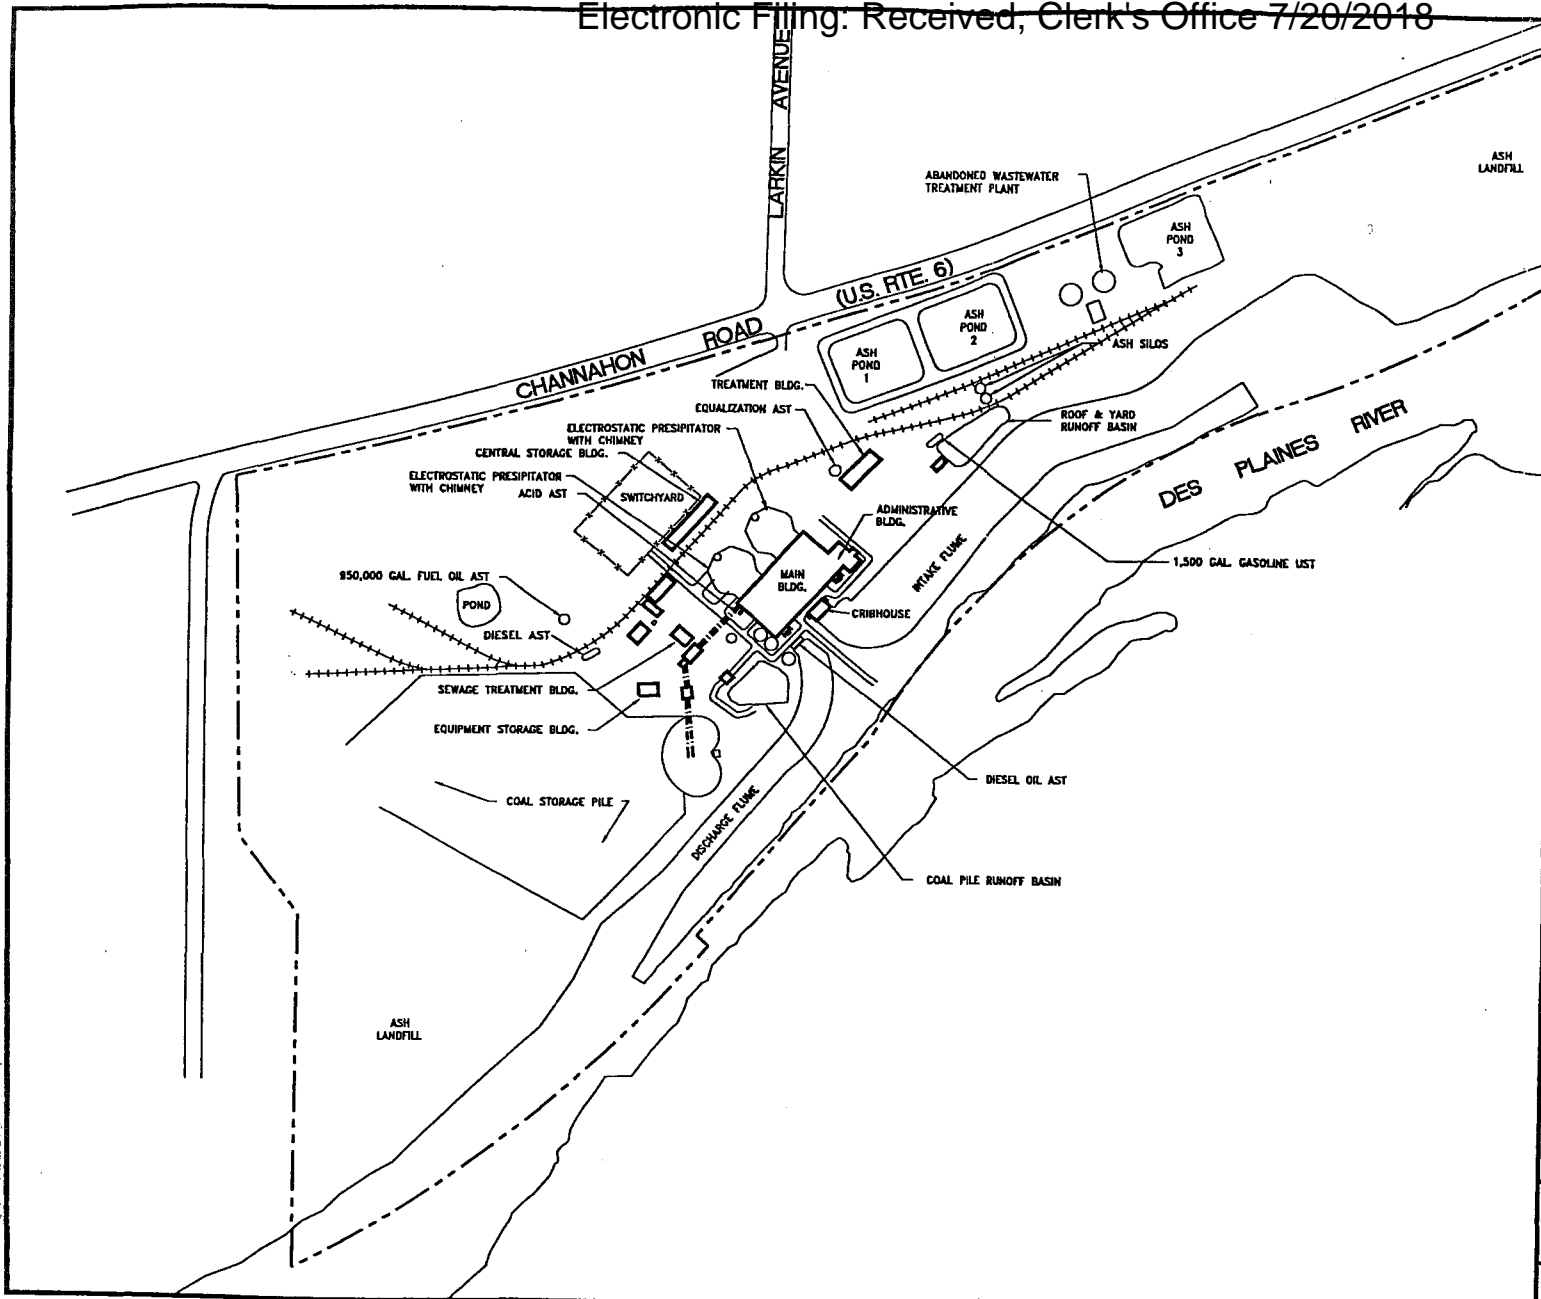 Electronic Filing: Received, Clerk's Office 7/20/2018
LARKIN AVENUE
ASH
LANDFILL
ABANDONED WASTEWATER
TREATMENT PLANT
ASH
POND
3
(U.S. RTE. 6)
CHANNAHON ROAD
ASH
POND
2
ASH
POND
1
ASH SILOS
TREATMENT BLDG.
EQUALIZATION AST
ROOF & YARD
RUNOFF BASIN
ELECTROSTATIC PRESIPITATOR
WITH CHIMNEY
CENTRAL STORAGE BLDG.
ELECTROSTATIC PRESIPITATOR
WITH CHIMNEY
ACID AST
SWITCHYARD
DES PLAINES RIVER
ADMINISTRATIVE
BLDG.
INTAKE FLUME
1,500 GAL. GASOLINE UST
MAIN
BLDG.
950,000 GAL. FUEL OIL AST
POND
CRIBHOUSE
DIESEL AST
SEWAGE TREATMENT BLDG.
EQUIPMENT STORAGE BLDG.
DIESEL OIL AST
COAL STORAGE PILE
DISCHARGE FLUME
COAL PILE RUNOFF BASIN
ASH
LANDFILL